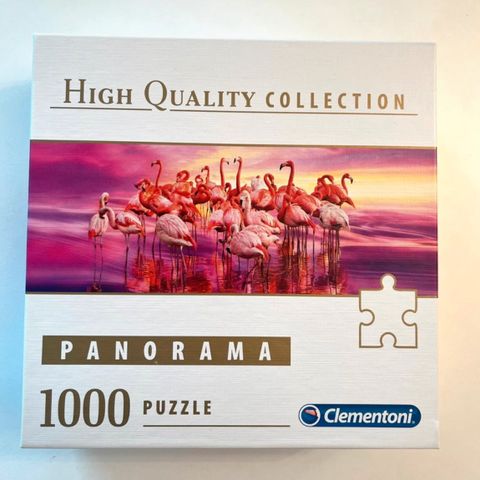 High Quality COLLECTION
PANORAMA
1000 PUZZLE
Clementoni